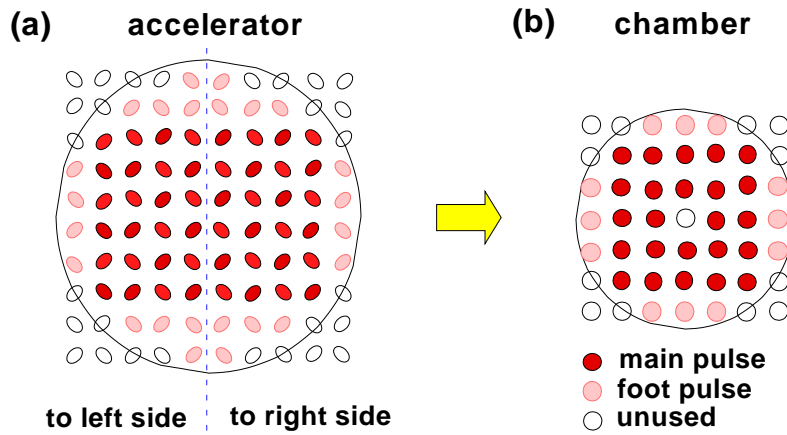 (a) accelerator
(b) chamber
to left side
to right side
main pulse
foot pulse
unused